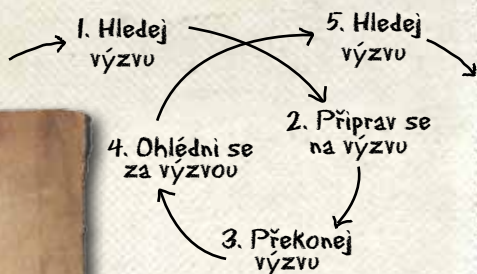 1. Hledej
výzvu
2. Připrav se
na výzvu
3. Překonej
výzvu
4. Ohlédni se
za výzvou
5. Hledej
výzvu